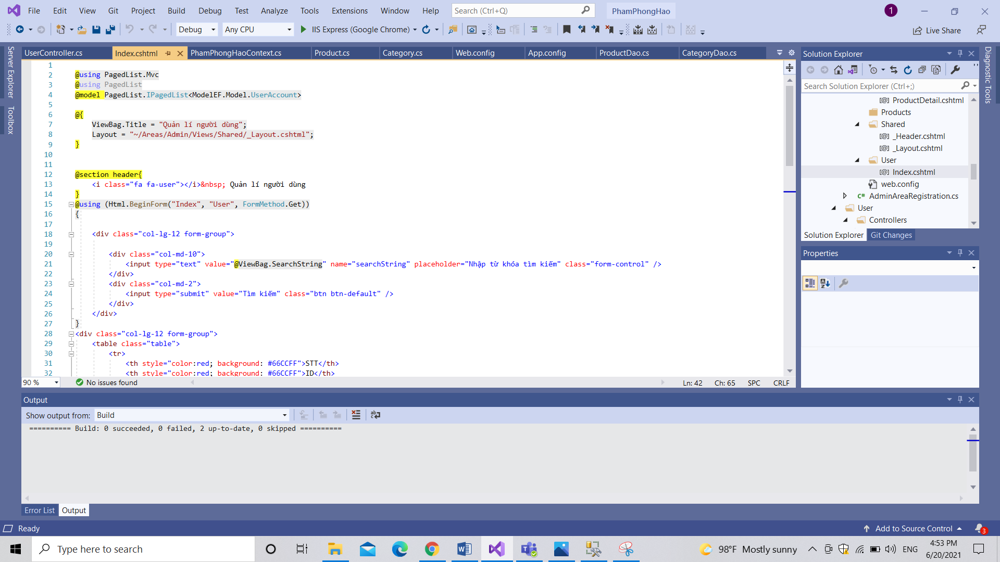 File Edit View Git Project Build Debug Test Analyze Tools Extensions Window Help Search (Ctrl+Q) PhamPhongHao 1
Debug Any CPU IIS Express (Google Chrome) Live Share
Server Explorer
Toolbox
UserController.cs Index.cshtml PhamPhongHaoContext.cs Product.cs Category.cs Web.config App.config ProductDao.cs CategoryDao.cs
1
2 @using PagedList.Mvc
3 @using PagedList
4 @model PagedList.IPagedList<ModelEF.Model.UserAccount>
5
6 @{
7 ViewBag.Title = "Quản lí người dùng";
8 Layout = "~/Areas/Admin/Views/Shared/_Layout.cshtml";
9 }
10
11
12 @section header{
13 <i class="fa fa-user"></i>&nbsp; Quản lí người dùng
14 }
15 @using (Html.BeginForm("Index", "User", FormMethod.Get))
16 {
17
18 <div class="col-lg-12 form-group">
19
20 <div class="col-md-10">
21 <input type="text" value="@ViewBag.SearchString" name="searchString" placeholder="Nhập từ khóa tìm kiếm" class="form-control" />
22 </div>
23 <div class="col-md-2">
24 <input type="submit" value="Tìm kiếm" class="btn btn-default" />
25 </div>
26 </div>
27 }
28 <div class="col-lg-12 form-group">
29 <table class="table">
30 <tr>
31 <th style="color:red; background: #66CCFF">STT</th>
32 <th style="color:red; background: #66CCFF">ID</th>
90 % No issues found Ln: 42 Ch: 65 SPC CRLF
Solution Explorer
Search Solution Explorer (Ctrl+;)
ProductDetail.cshtml
Products
Shared
_Header.cshtml
_Layout.cshtml
User
Index.cshtml
web.config
C# AdminAreaRegistration.cs
User
Controllers
Solution Explorer Git Changes
Properties
Diagnostic Tools
Output
Show output from: Build
========== Build: 0 succeeded, 0 failed, 2 up-to-date, 0 skipped ==========
Error List Output
Ready Add to Source Control 3
Type here to search 98°F Mostly sunny ENG 4:53 PM
6/20/2021